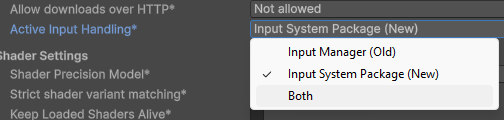 Allow downloads over HTTP* Not allowed
Active Input Handling* Input System Package (New)
Input Manager (Old)
Shader Settings
✓ Input System Package (New)
Shader Precision Model*
Both
Strict shader variant matching*
Keep Loaded Shaders Alive*